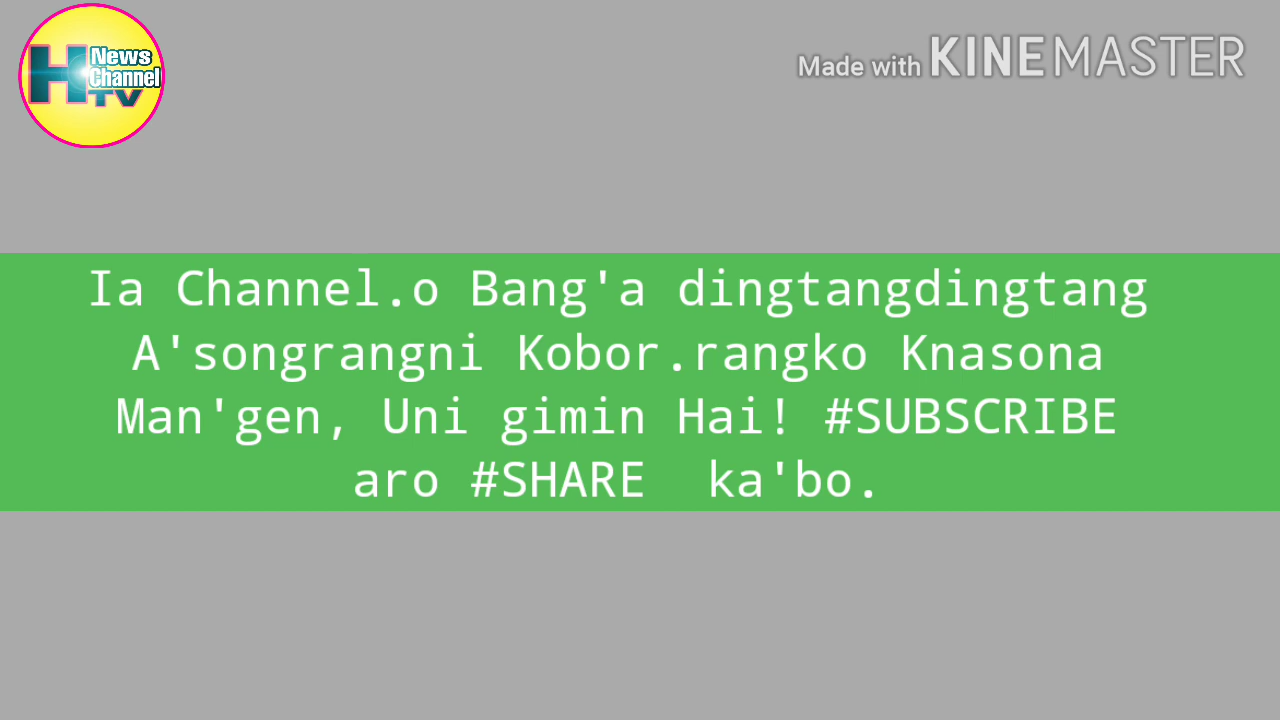 H News
Channel
TV
Made with KINEMASTER
Ia Channel.o Bang'a dingtangdingtang
A'songrangni Kobor.rangko Knasona
Man'gen, Uni gimin Hai! #SUBSCRIBE
aro #SHARE  ka'bo.